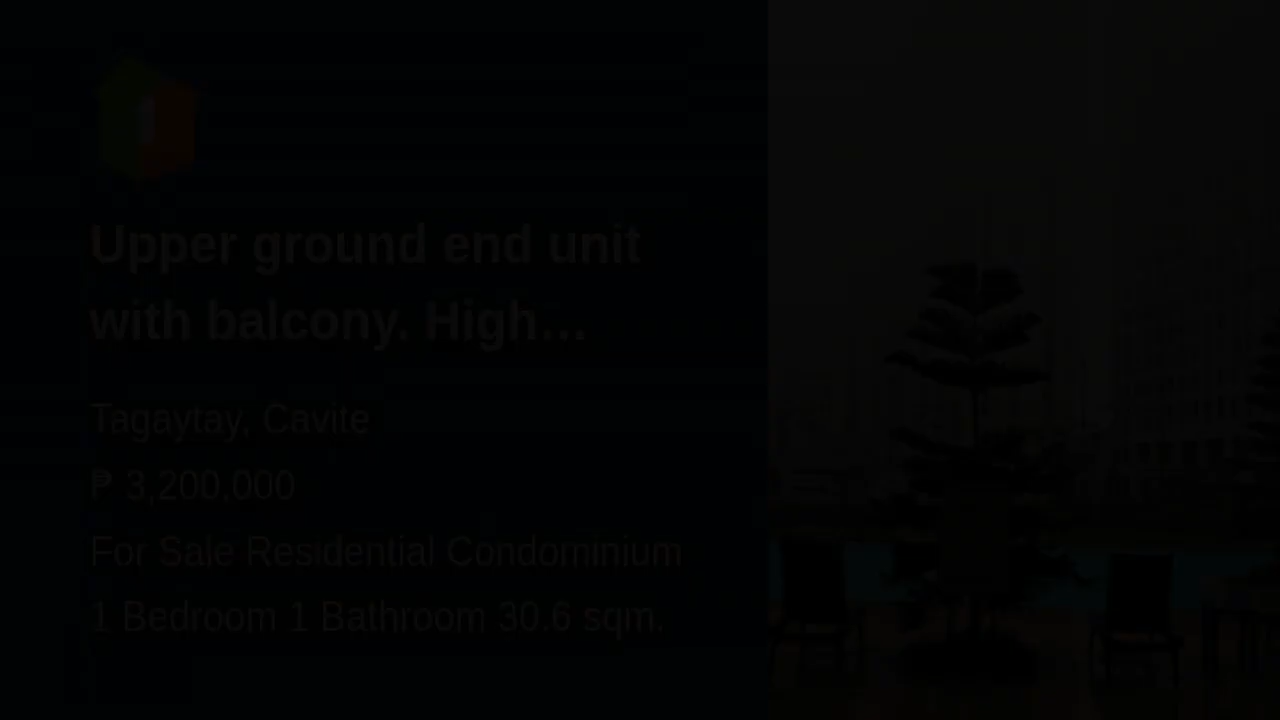 Upper ground end unit
with balcony. High...
Tagaytay, Cavite
₱ 3,200,000
For Sale Residential Condominium
1 Bedroom 1 Bathroom 30.6 sqm.